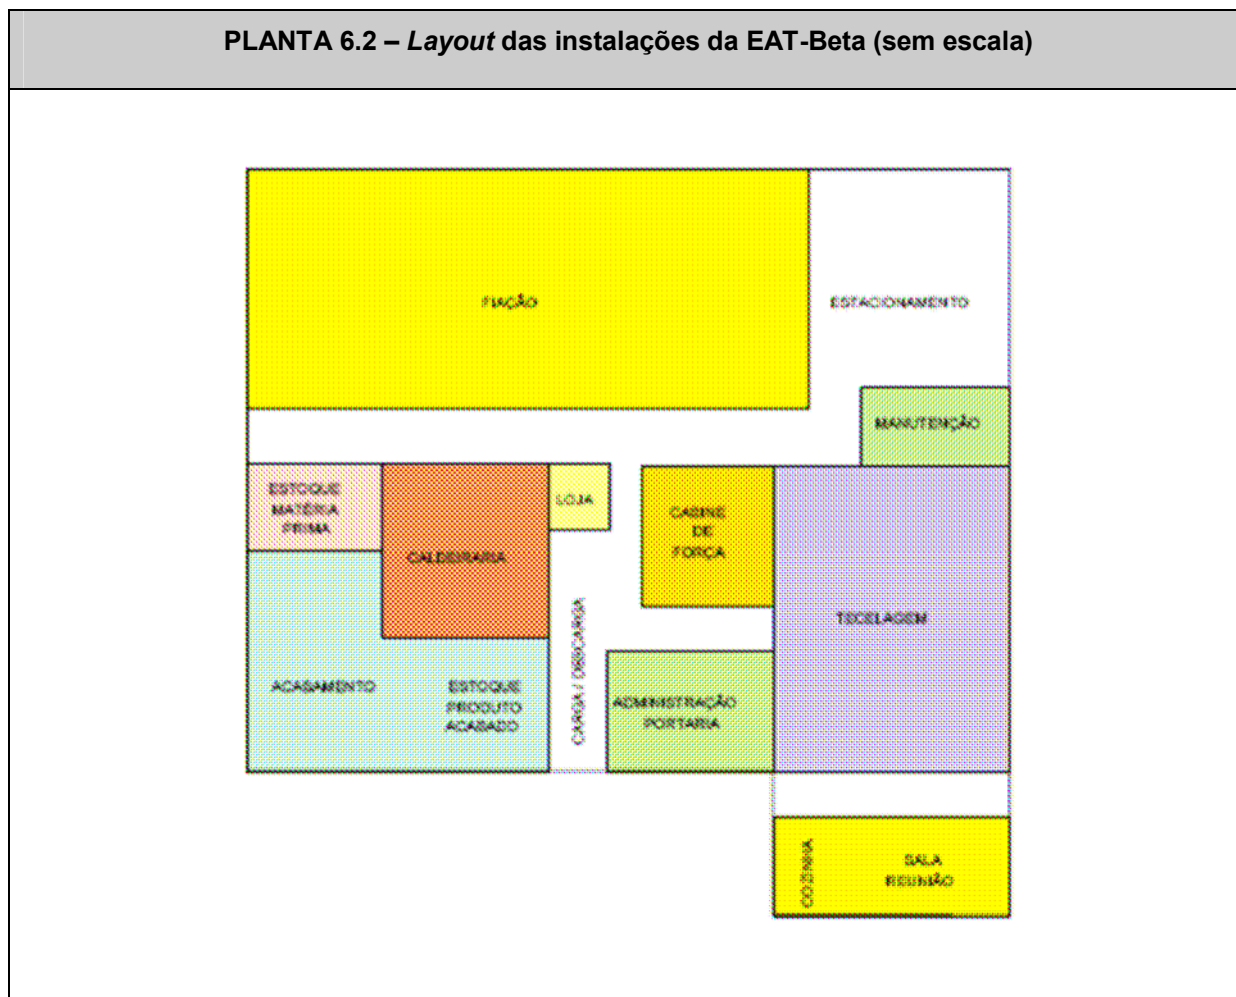 PLANTA 6.2 – Layout das instalações da EAT-Beta (sem escala)
FIAÇÃO
ESTACIONAMENTO
MANUTENÇÃO
ESTOQUE
MATÉRIA
PRIMA
CALDEIRARIA
LOJA
CABINE
DE
FORÇA
TECELAGEM
ACABAMENTO
ESTOQUE
PRODUTO
ACABADO
CARGA / DESCARGA
ADMINISTRAÇÃO
PORTARIA
COZINHA
SALA
REUNIÃO